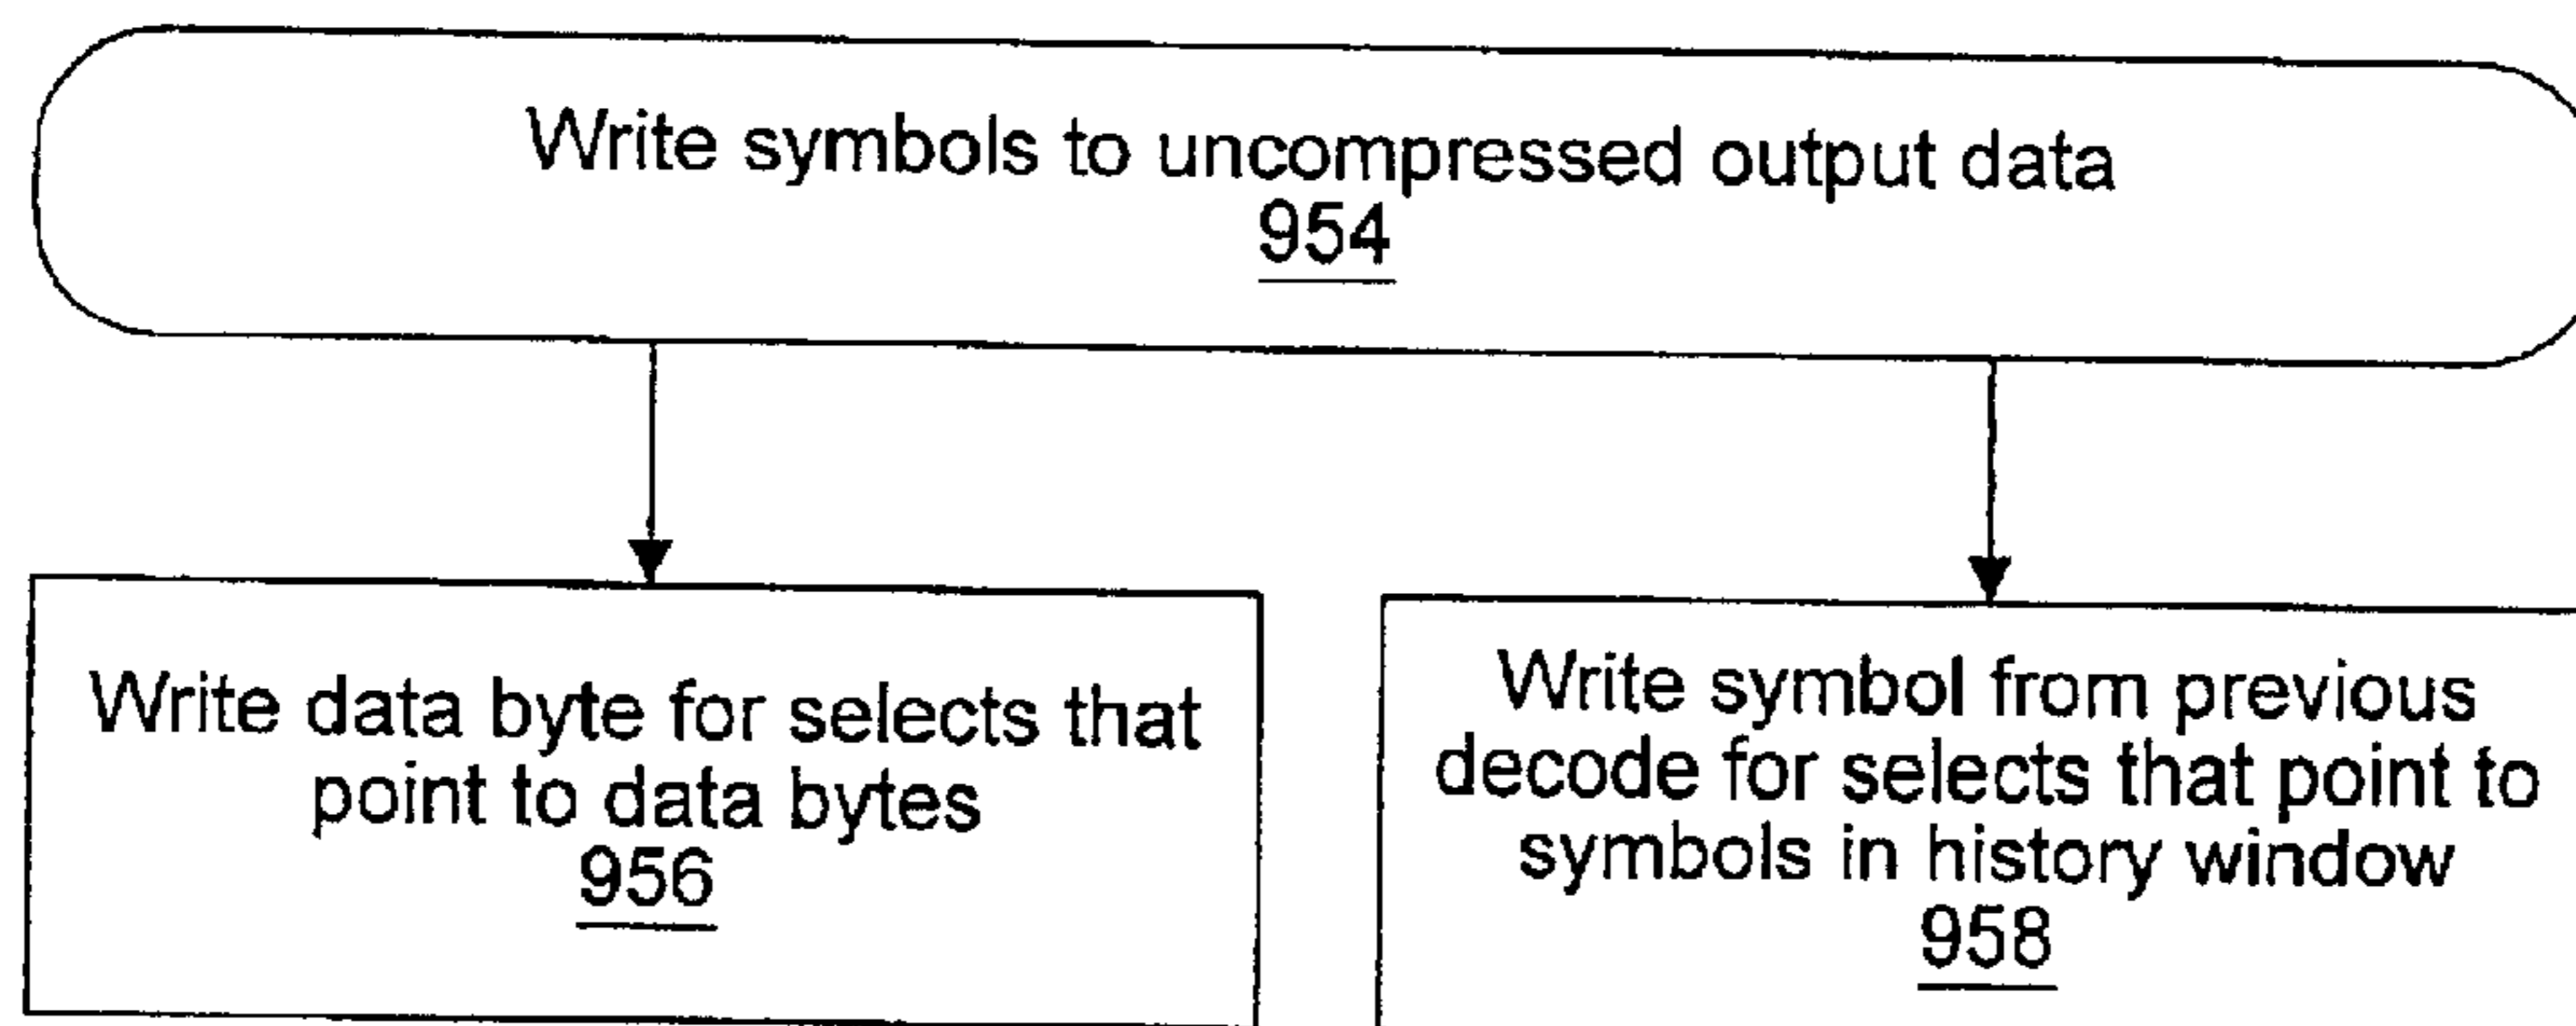 Write symbols to uncompressed output data
954
Write data byte for selects that
point to data bytes
956
Write symbol from previous
decode for selects that point to
symbols in history window
958